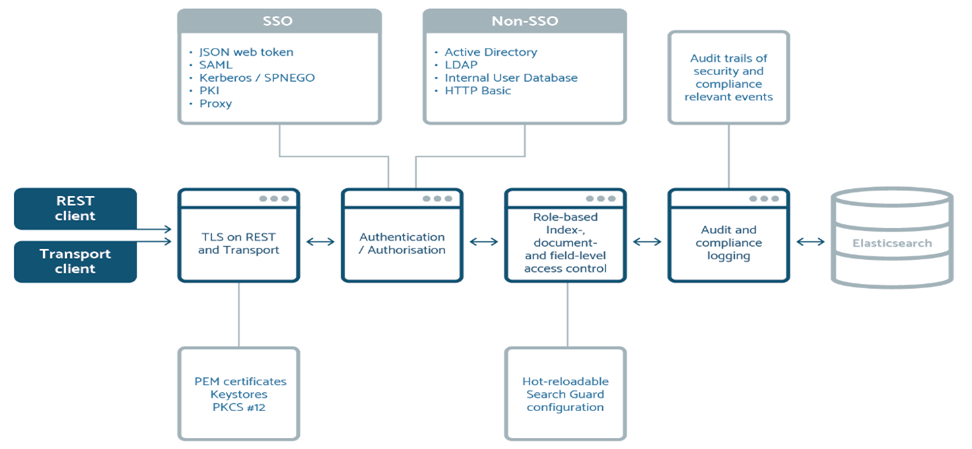 SSO
• JSON web token
• SAML
• Kerberos / SPNEGO
• PKI
• Proxy
Non-SSO
• Active Directory
• LDAP
• Internal User Database
• HTTP Basic
Audit trails of
security and
compliance
relevant events
REST
client
Transport
client
TLS on REST
and Transport
Authentication
/ Authorisation
Role-based
Index-,
document-
and field-level
access control
Audit and
compliance
logging
Elasticsearch
PEM certificates
Keystores
PKCS #12
Hot-reloadable
Search Guard
configuration